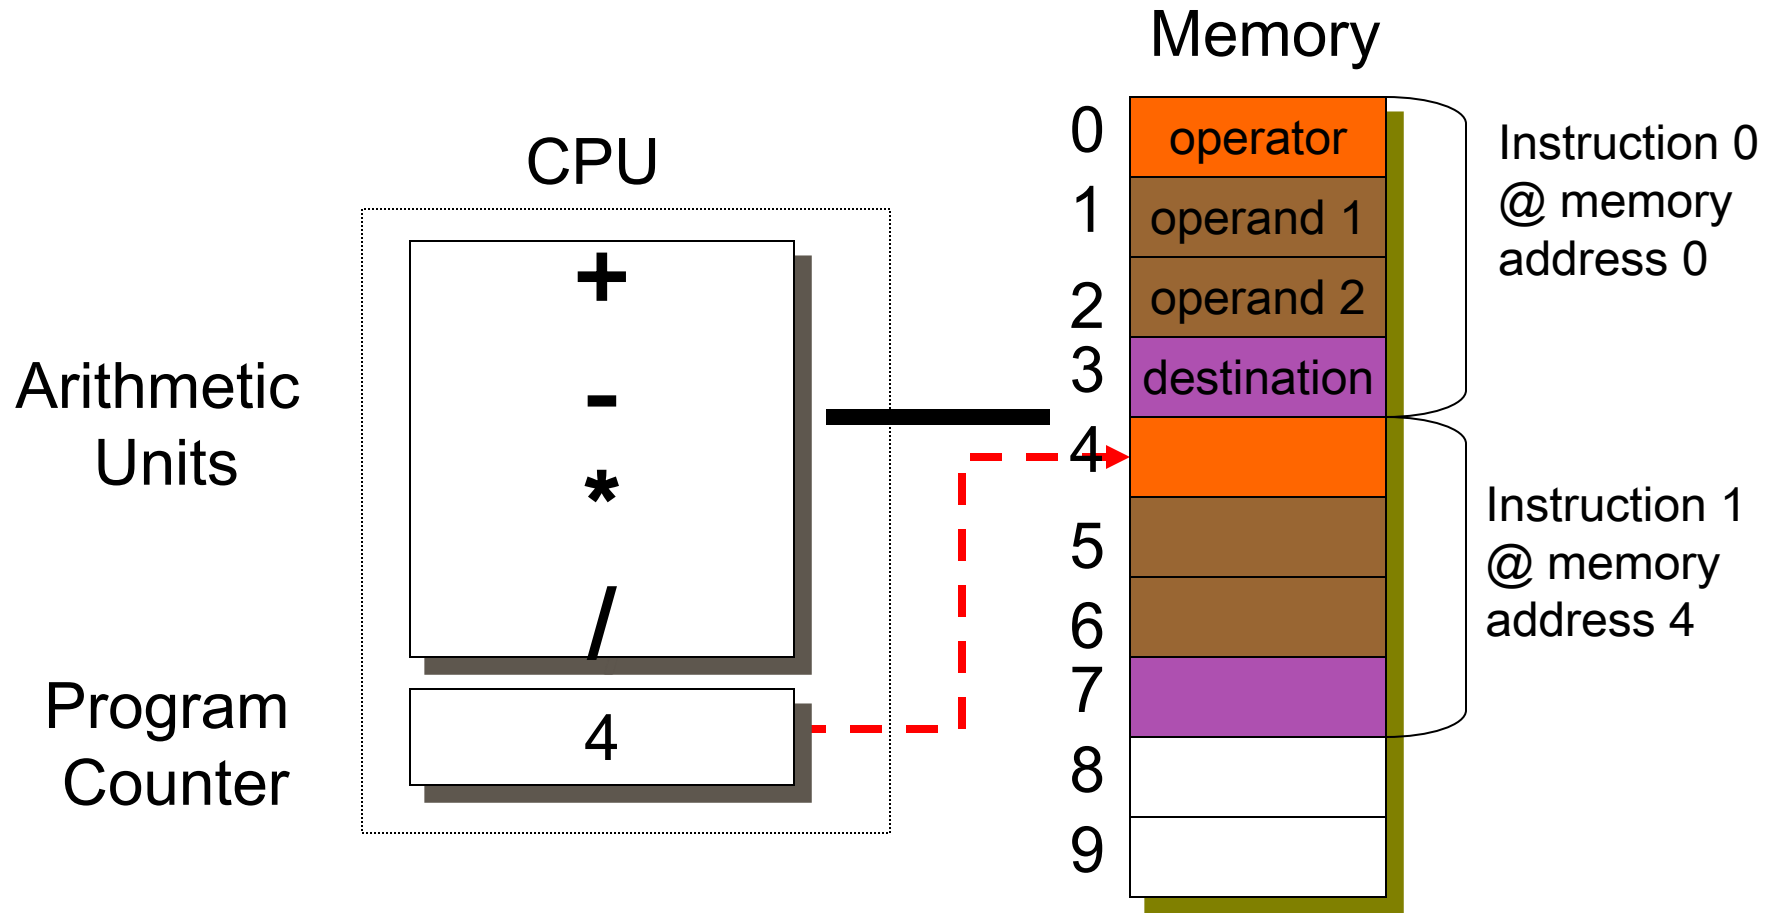 Memory
CPU
Arithmetic
Units
+
-
*
/
Program
Counter
4
0
operator
1
operand 1
2
operand 2
3
destination
4
5
6
7
8
9
Instruction 0
@ memory
address 0
Instruction 1
@ memory
address 4